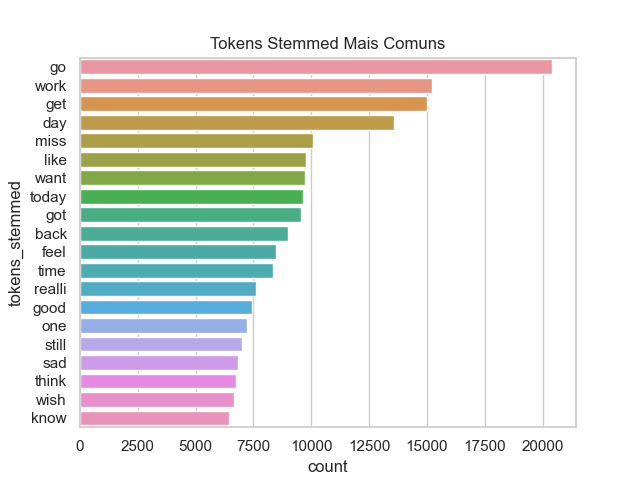 Tokens Stemmed Mais Comuns
go
work
get
day
miss
like
want
today
got
back
feel
time
realli
good
one
still
sad
think
wish
know
tokens_stemmed
0 2500 5000 7500 10000 12500 15000 17500 20000
count